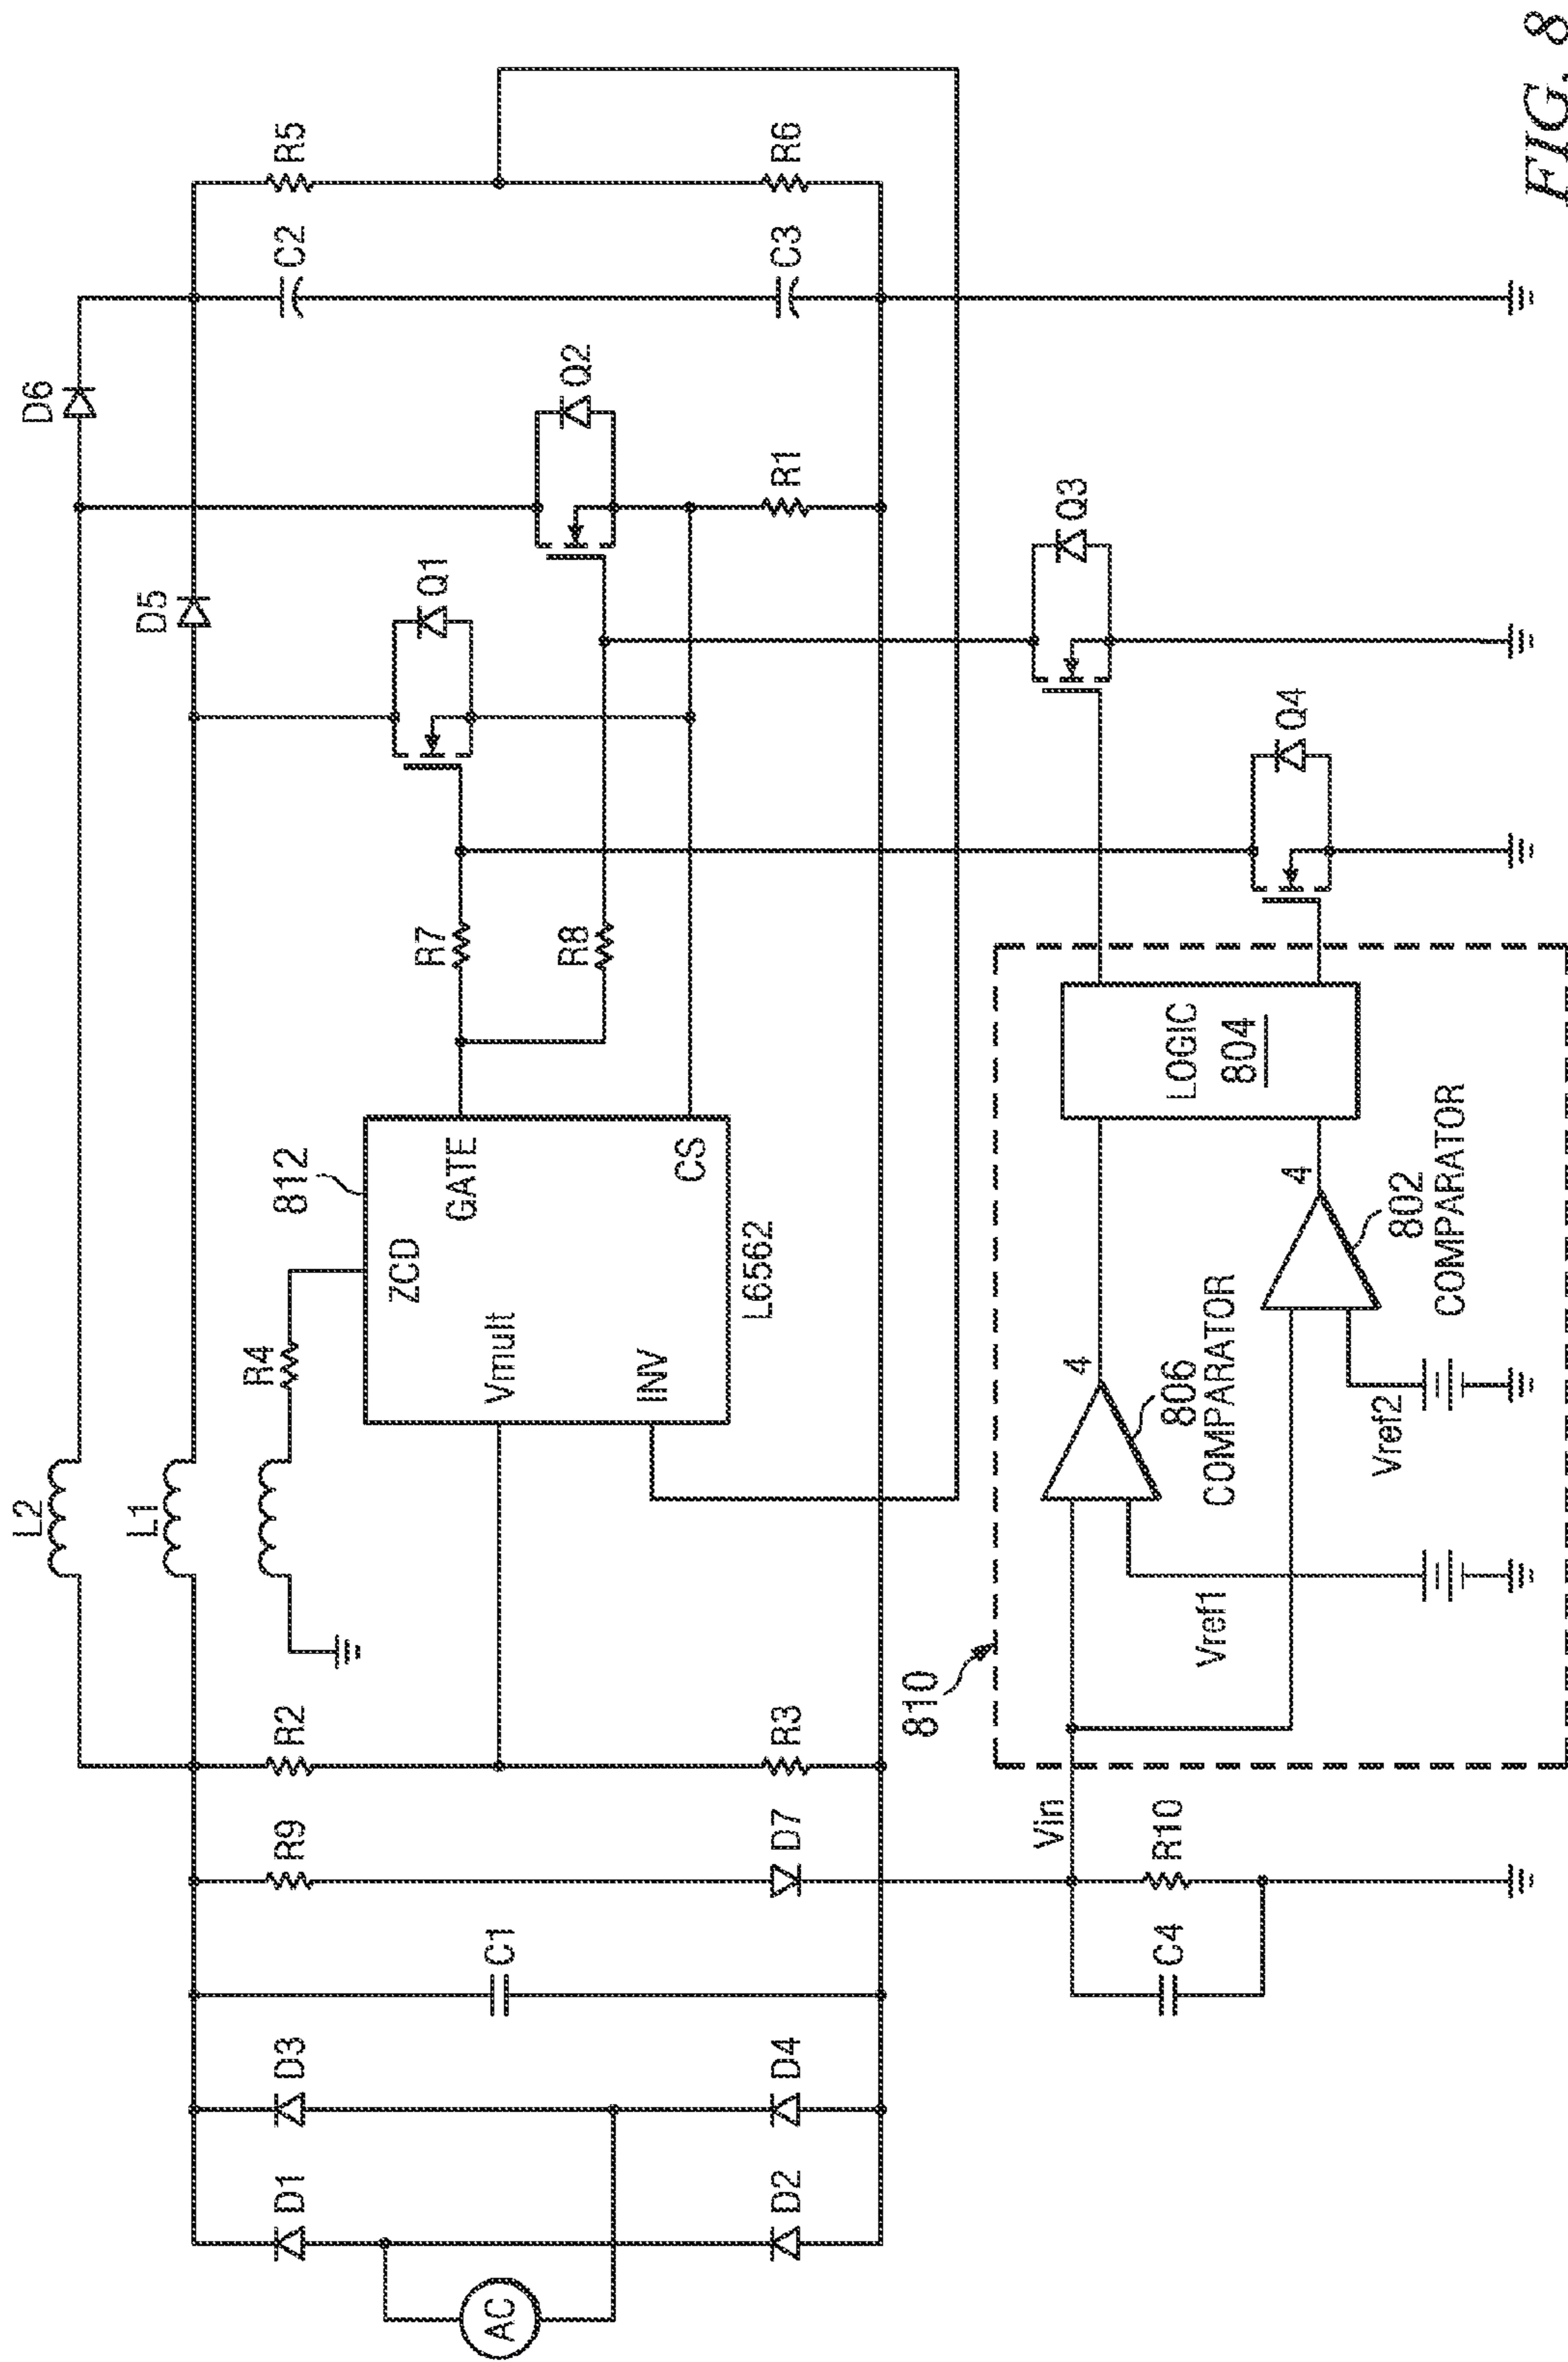 L2
D6
L1
D5
R4
812
ZCD
GATE
Vmult
INV
CS
L6562
R7
R8
Q1
Q2
R1
C2
C3
R5
R6
AC
D1
D2
D3
D4
C1
R9
D7
R2
R3
Vin
C4
R10
810
Vref1
Vref2
4
806
COMPARATOR
4
802
COMPARATOR
LOGIC
804
Q3
Q4
FIG. 8